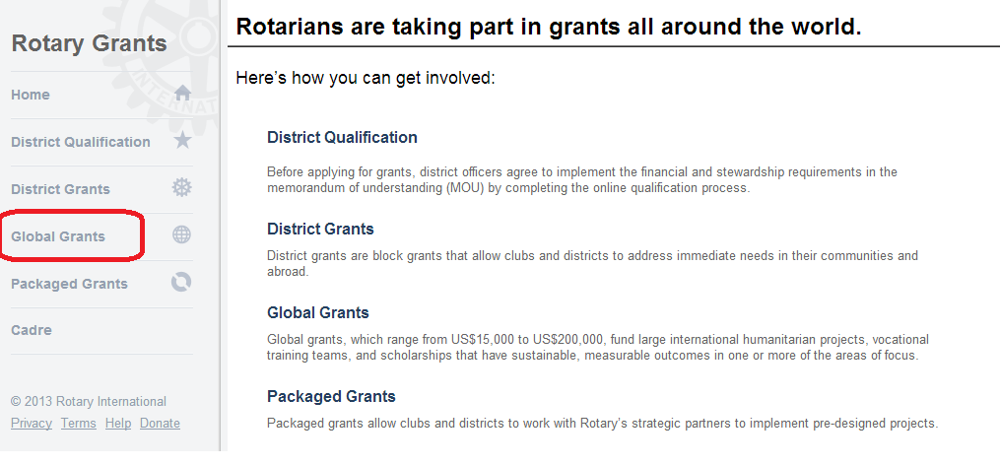 Rotary Grants
INTERNATIONAL
Home
District Qualification
District Grants
Global Grants
Packaged Grants
Cadre
© 2013 Rotary International
Privacy Terms Help Donate
Rotarians are taking part in grants all around the world.
Here’s how you can get involved:
District Qualification
Before applying for grants, district officers agree to implement the financial and stewardship requirements in the
memorandum of understanding (MOU) by completing the online qualification process.
District Grants
District grants are block grants that allow clubs and districts to address immediate needs in their communities and
abroad.
Global Grants
Global grants, which range from US$15,000 to US$200,000, fund large international humanitarian projects, vocational
training teams, and scholarships that have sustainable, measurable outcomes in one or more of the areas of focus.
Packaged Grants
Packaged grants allow clubs and districts to work with Rotary’s strategic partners to implement pre-designed projects.